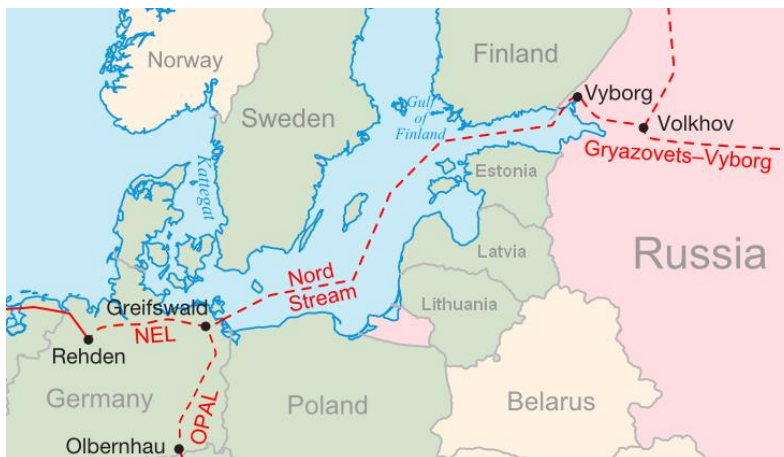 Norway
Finland
Sweden
Gulf
of
Finland
Vyborg
Volkhov
Kattegat
Gryazovets–Vyborg
Estonia
Russia
Latvia
Nord
Stream
Lithuania
Greifswald
NEL
Rehden
Germany
OPAL
Poland
Belarus
Olbernhau